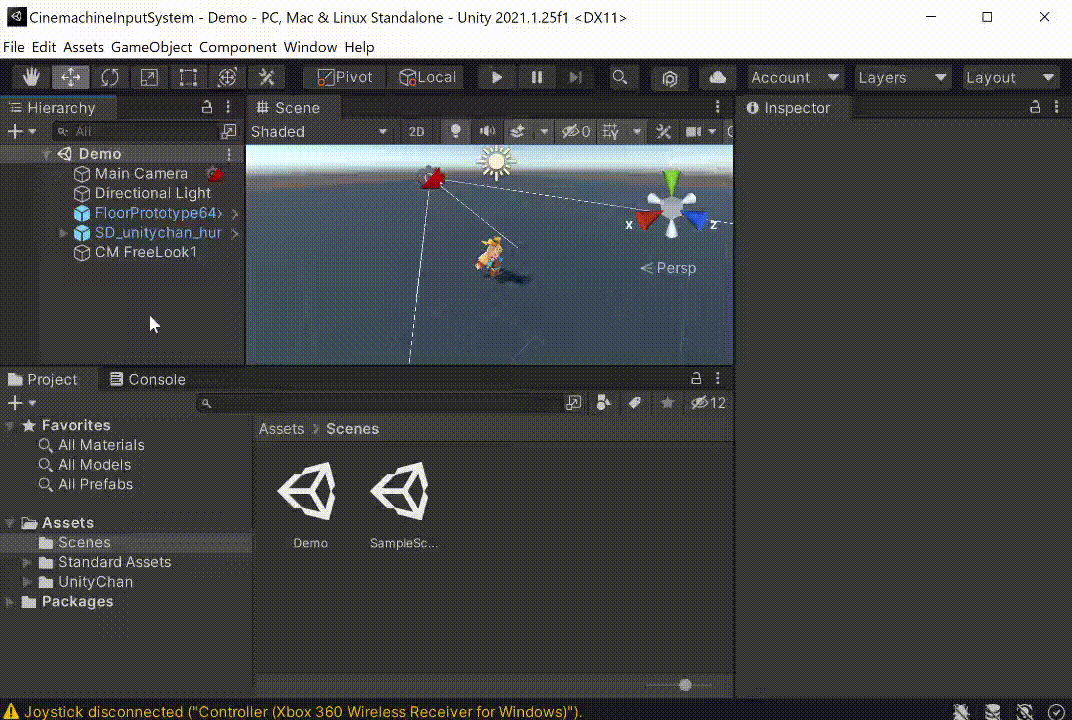 CinemachineInputSystem - Demo - PC, Mac & Linux Standalone - Unity 2021.1.25f1 <DX11>
File Edit Assets GameObject Component Window Help
Pivot Local Account Layers Layout
Hierarchy
All
Demo
Main Camera
Directional Light
FloorPrototype64x
SD_unitychan_hur
CM FreeLook1
Scene
Shaded 2D 0
X Z
Persp
Inspector
Project Console
12
Favorites
All Materials
All Models
All Prefabs
Assets
Scenes
Standard Assets
UnityChan
Packages
Assets > Scenes
Demo SampleSc...
Joystick disconnected ("Controller (Xbox 360 Wireless Receiver for Windows)").